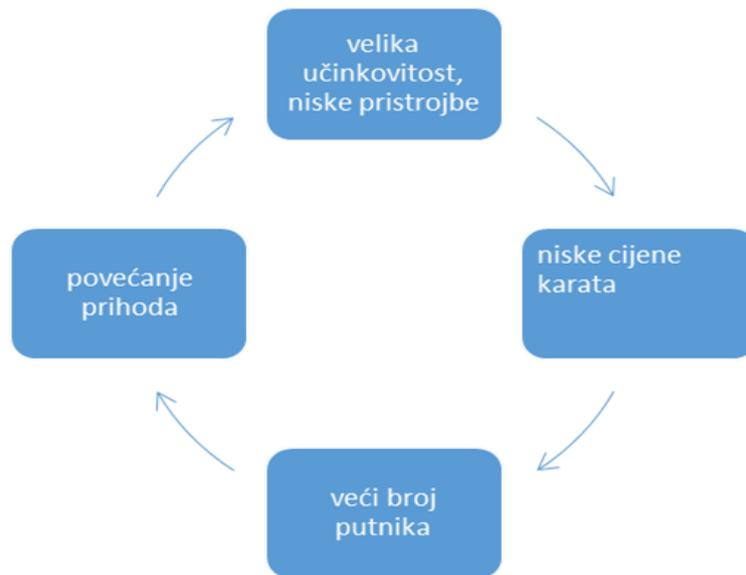 velika
učinkovitost,
niske pristrojbe
niske cijene
karata
veći broj
putnika
povećanje
prihoda